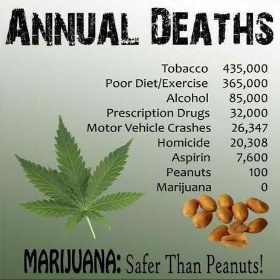 ANNUAL DEATHS
Tobacco 435,000
Poor Diet/Exercise 365,000
Alcohol 85,000
Prescription Drugs 32,000
Motor Vehicle Crashes 26,347
Homicide 20,308
Aspirin 7,600
Peanuts 100
Marijuana 0
MARIJUANA: Safer Than Peanuts!